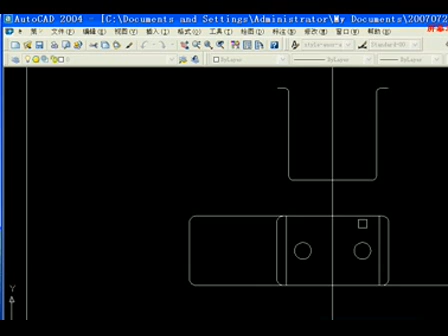 AutoCAD 2004 - [C:\Documents and Settings\Administrator\My Documents\2007072
文件(F) 编辑(E) 视图(V) 插入(I) 格式(O) 工具(T) 绘图(D) 标注(N) 修改(M) 窗口(W) 帮助(H)
Standard
0 ByLayer ByLayer ByLayer
Y